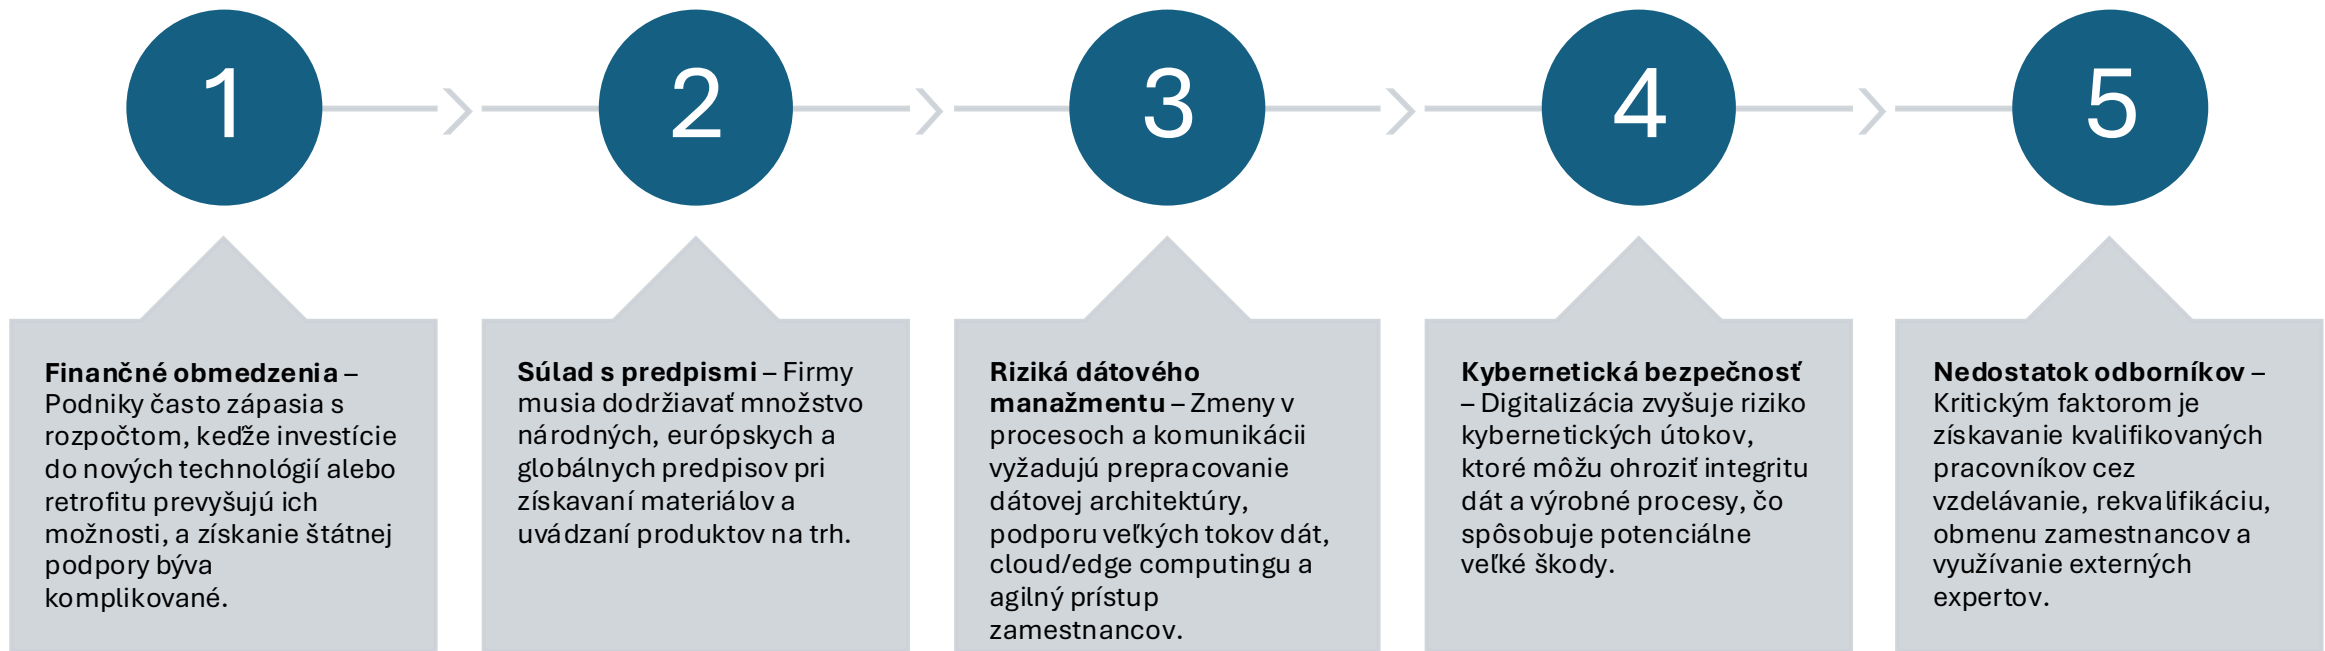 1
2
3
4
5
Finančné obmedzenia –
Podniky často zápasia s
rozpočtom, keďže investície
do nových technológií alebo
retrofitu prevyšujú ich
možnosti, a získanie štátnej
podpory býva
komplikované.
Súlad s predpismi – Firmy
musia dodržiavať množstvo
národných, európskych a
globálnych predpisov pri
získavaní materiálov a
uvádzaní produktov na trh.
Riziká dátového
manažmentu – Zmeny v
procesoch a komunikácii
vyžadujú prepracovanie
dátovej architektúry,
podporu veľkých tokov dát,
cloud/edge computingu a
agilný prístup
zamestnancov.
Kybernetická bezpečnosť
– Digitalizácia zvyšuje riziko
kybernetických útokov,
ktoré môžu ohroziť integritu
dát a výrobné procesy, čo
spôsobuje potenciálne
veľké škody.
Nedostatok odborníkov –
Kritickým faktorom je
získavanie kvalifikovaných
pracovníkov cez
vzdelávanie, rekvalifikáciu,
obmenu zamestnancov a
využívanie externých
expertov.